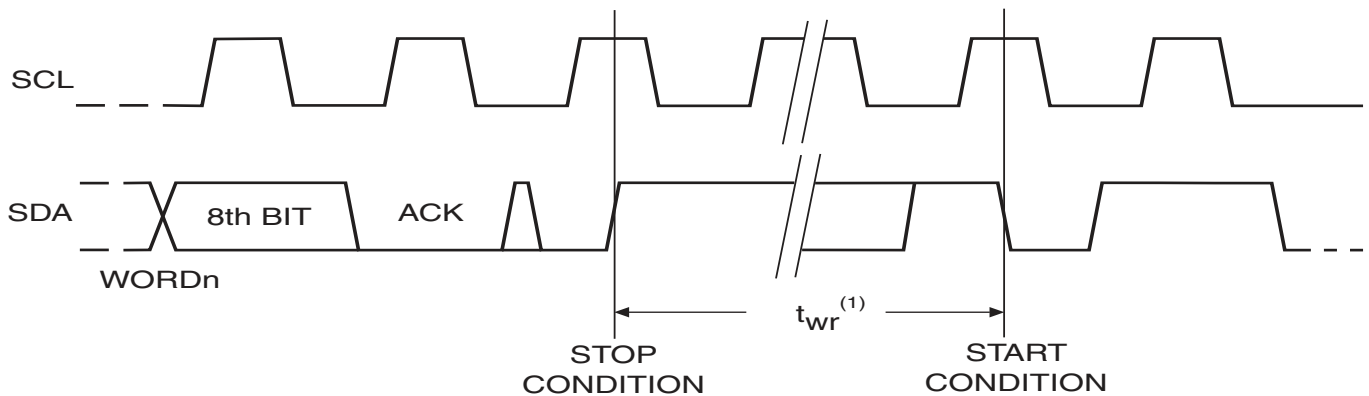 SCL
SDA
8th BIT
ACK
WORDn
twr(1)
STOP
CONDITION
START
CONDITION